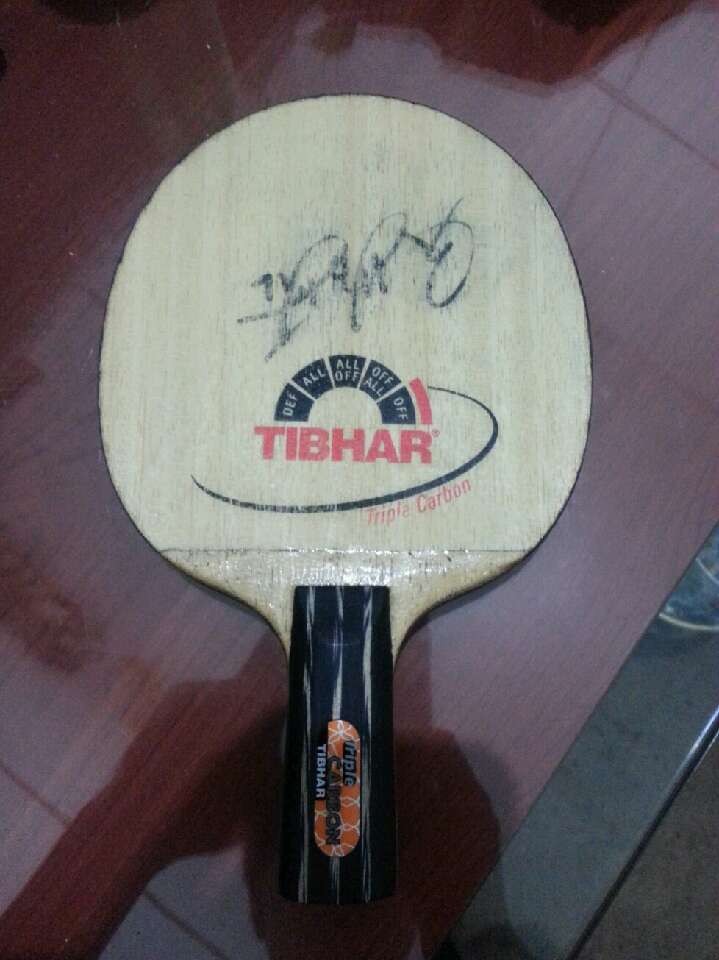 DEF
ALL
ALL
OFF
OFF
ALL
OFF
TIBHAR®
Triple Carbon
Triple
CARBON
TIBHAR